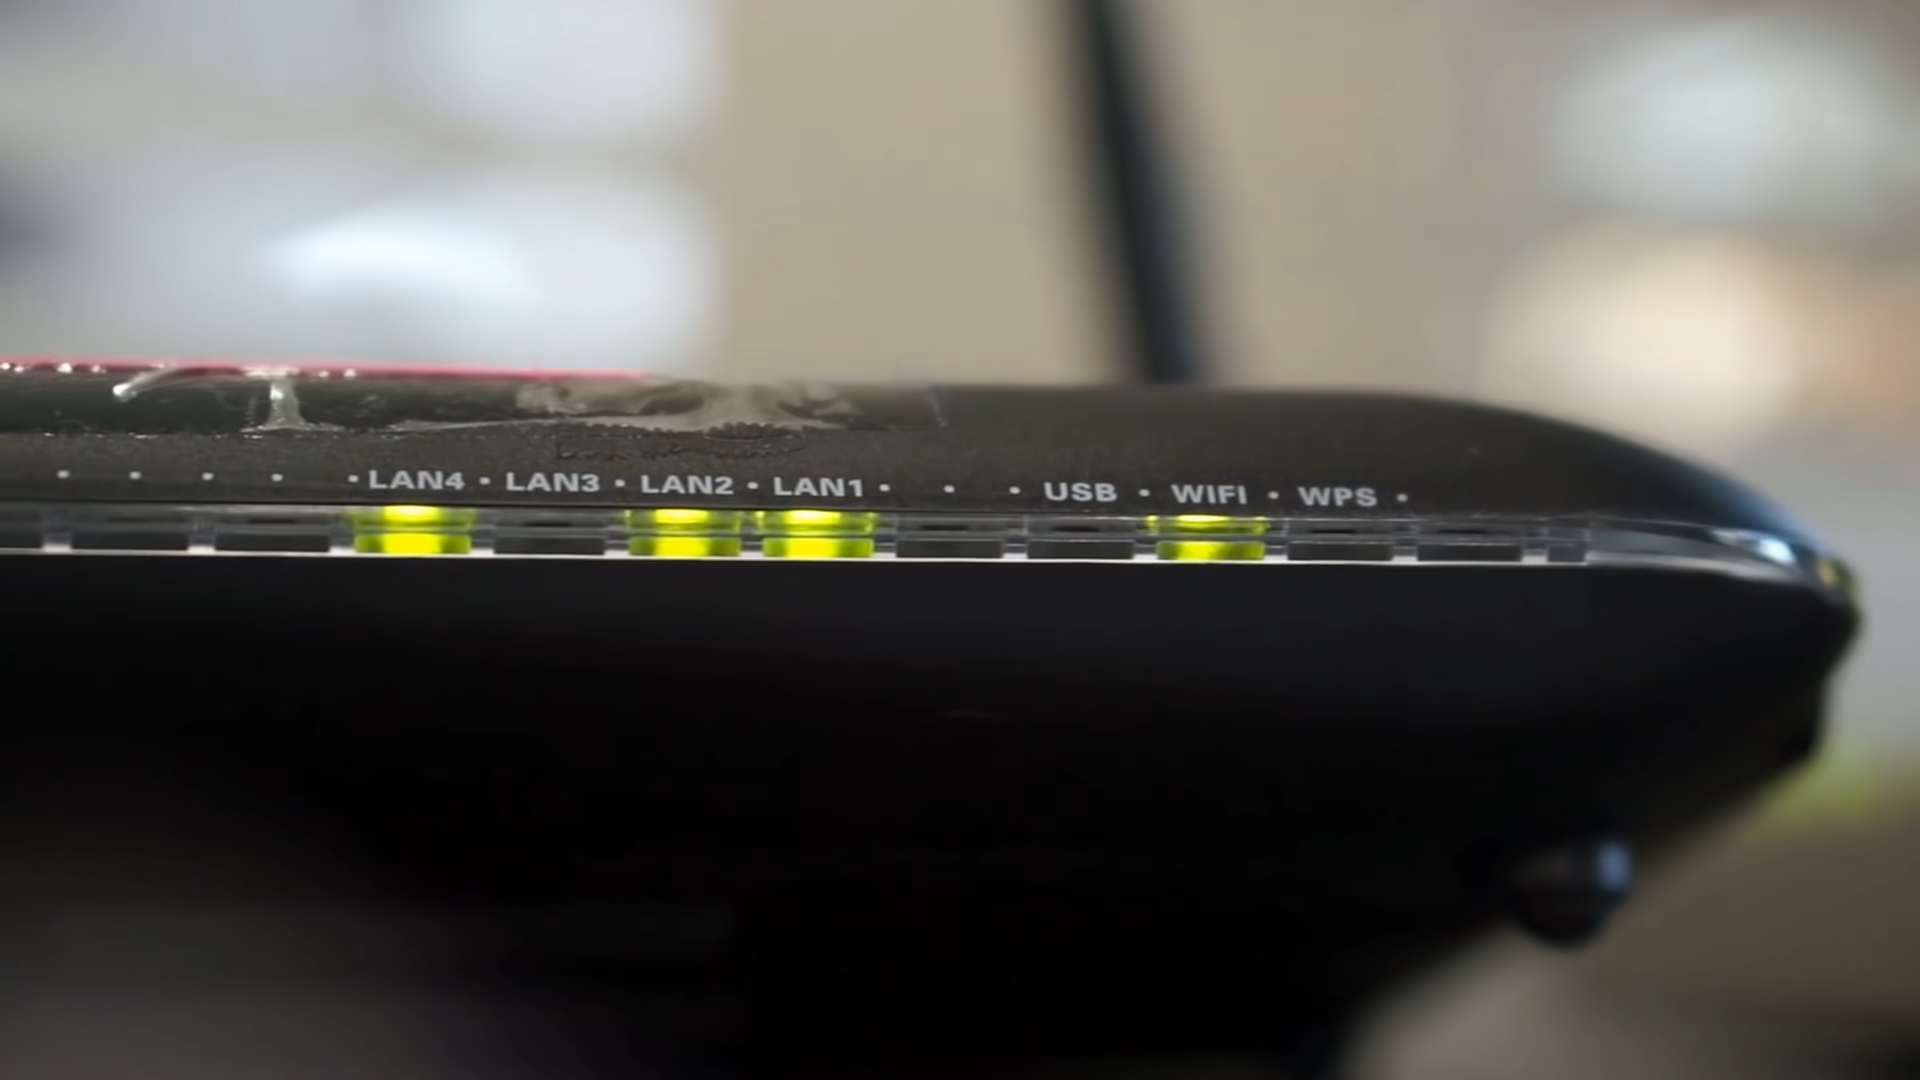 • • • • • LAN4 • LAN3 • LAN2 • LAN1 • • • USB • WIFI • WPS •